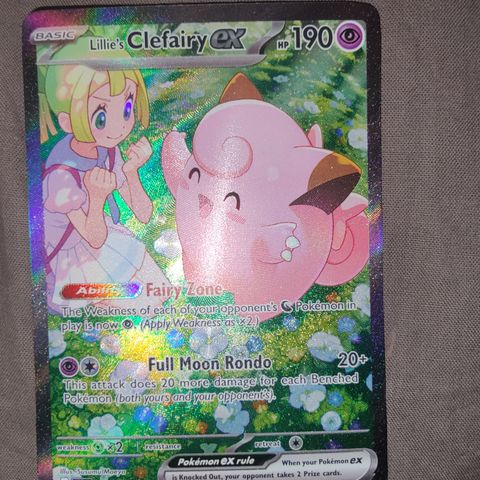 BASIC
Lillie's Clefairy ex HP 190
Ability Fairy Zone
The Weakness of each of your opponent's Pokémon in
play is now (Apply Weakness as ×2.)
Full Moon Rondo 20+
This attack does 20 more damage for each Benched
Pokémon (both yours and your opponent's).
weakness ×2 resistance retreat
Illus. Susumu Maeya
Pokémon ex rule
When your Pokémon ex
is Knocked Out, your opponent takes 2 Prize cards.